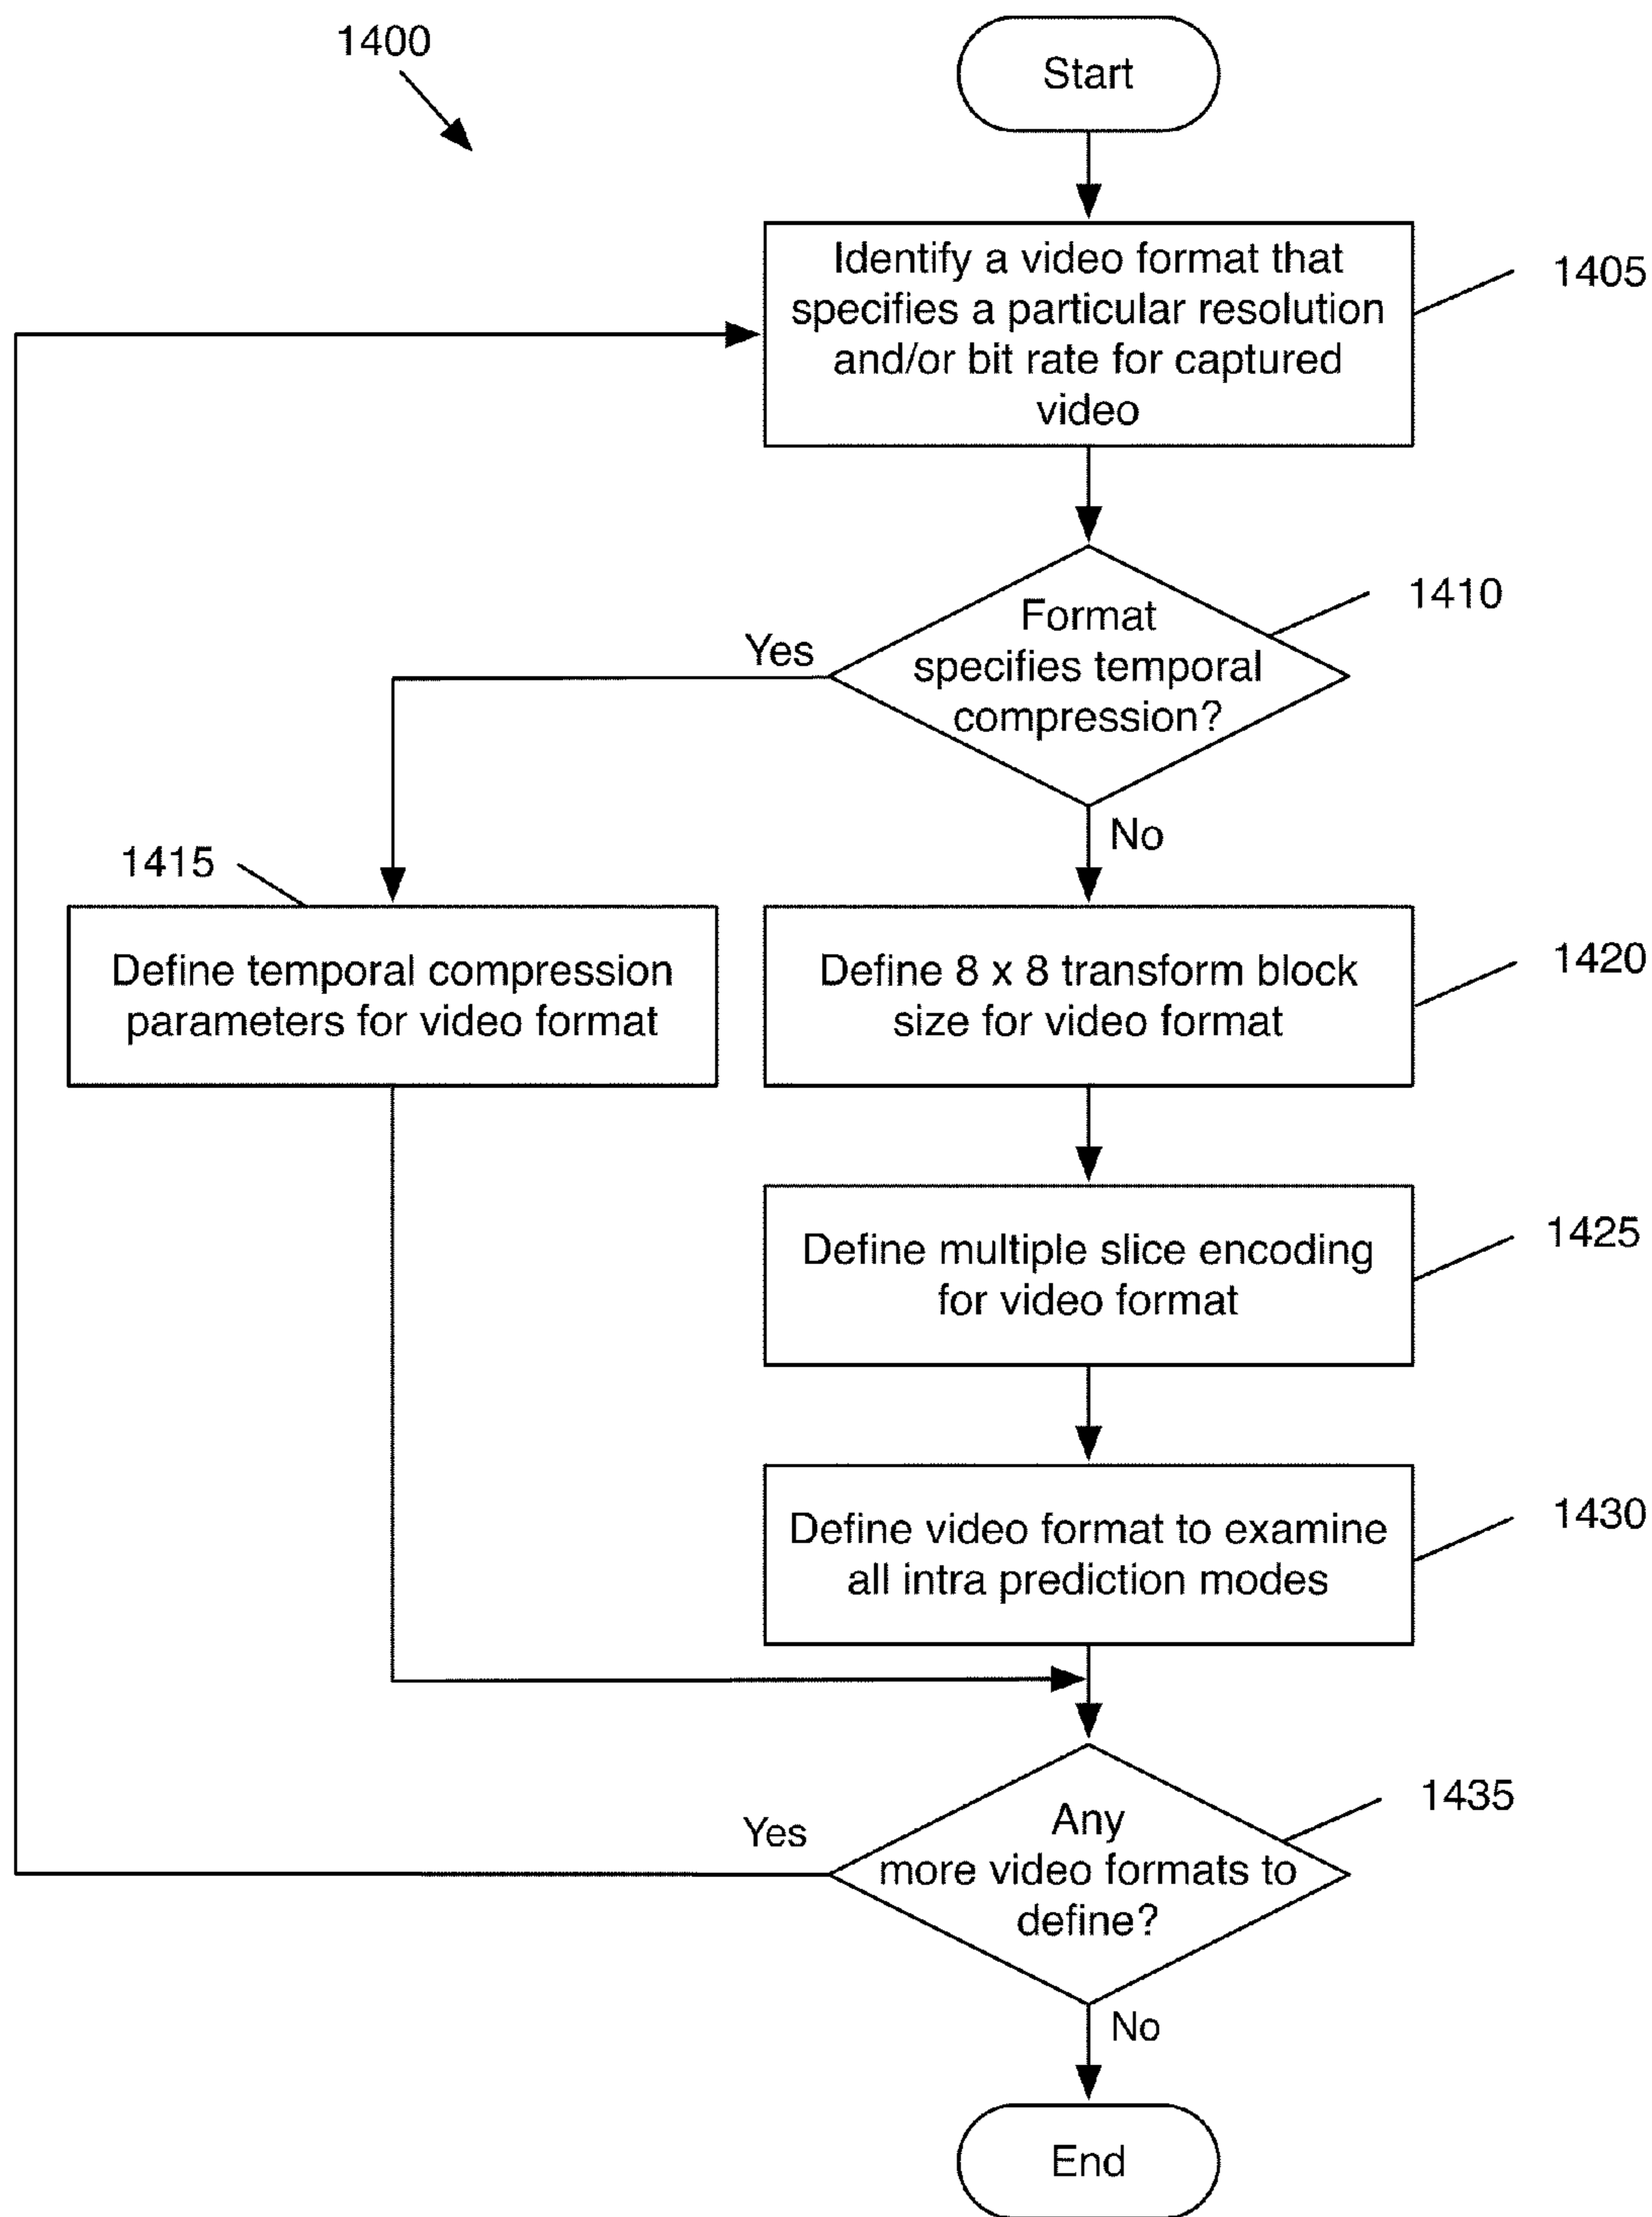 1400
Start
Identify a video format that
specifies a particular resolution
and/or bit rate for captured
video
1405
Format
specifies temporal
compression?
1410
Yes
No
1415
Define temporal compression
parameters for video format
Define 8 x 8 transform block
size for video format
1420
Define multiple slice encoding
for video format
1425
Define video format to examine
all intra prediction modes
1430
Any
more video formats to
define?
1435
Yes
No
End